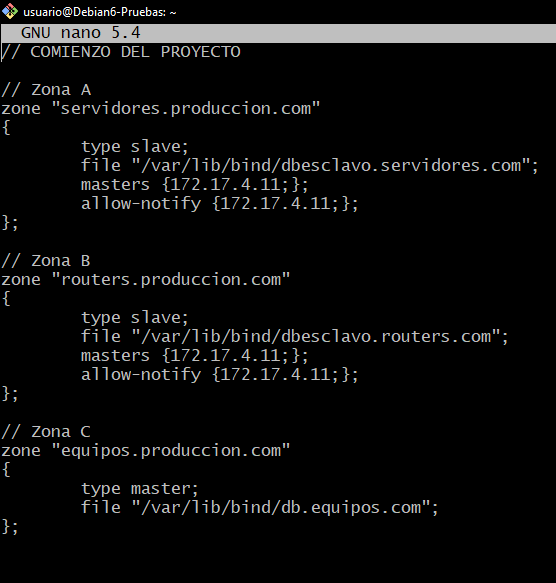 usuario@Debian6-Pruebas: ~
GNU nano 5.4
// COMIENZO DEL PROYECTO
// Zona A
zone "servidores.produccion.com"
{
type slave;
file "/var/lib/bind/dbesclavo.servidores.com";
masters {172.17.4.11;};
allow-notify {172.17.4.11;};
};
// Zona B
zone "routers.produccion.com"
{
type slave;
file "/var/lib/bind/dbesclavo.routers.com";
masters {172.17.4.11;};
allow-notify {172.17.4.11;};
};
// Zona C
zone "equipos.produccion.com"
{
type master;
file "/var/lib/bind/db.equipos.com";
};